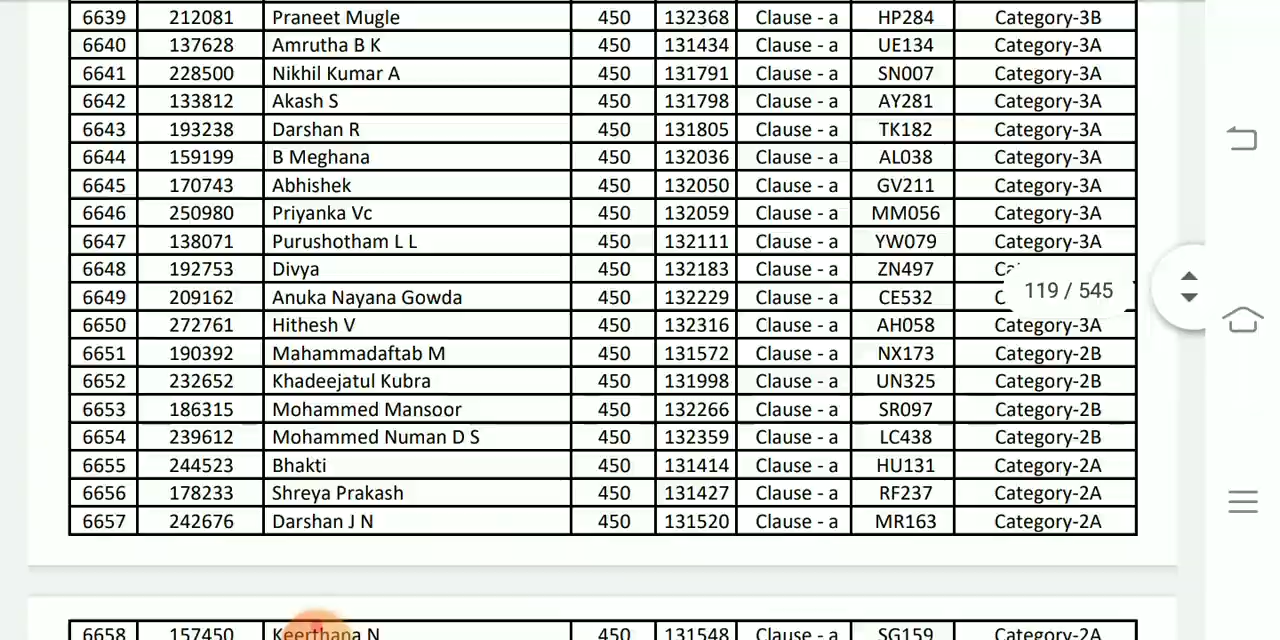 6639 212081 Praneet Mugle 450 132368 Clause - a HP284 Category-3B
6640 137628 Amrutha B K 450 131434 Clause - a UE134 Category-3A
6641 228500 Nikhil Kumar A 450 131791 Clause - a SN007 Category-3A
6642 133812 Akash S 450 131798 Clause - a AY281 Category-3A
6643 193238 Darshan R 450 131805 Clause - a TK182 Category-3A
6644 159199 B Meghana 450 132036 Clause - a AL038 Category-3A
6645 170743 Abhishek 450 132050 Clause - a GV211 Category-3A
6646 250980 Priyanka Vc 450 132059 Clause - a MM056 Category-3A
6647 138071 Purushotham L L 450 132111 Clause - a YW079 Category-3A
6648 192753 Divya 450 132183 Clause - a ZN497
6649 209162 Anuka Nayana Gowda 450 132229 Clause - a CE532
119 / 545
6650 272761 Hithesh V 450 132316 Clause - a AH058 Category-3A
6651 190392 Mahammadaftab M 450 131572 Clause - a NX173 Category-2B
6652 232652 Khadeejatul Kubra 450 131998 Clause - a UN325 Category-2B
6653 186315 Mohammed Mansoor 450 132266 Clause - a SR097 Category-2B
6654 239612 Mohammed Numan D S 450 132359 Clause - a LC438 Category-2B
6655 244523 Bhakti 450 131414 Clause - a HU131 Category-2A
6656 178233 Shreya Prakash 450 131427 Clause - a RF237 Category-2A
6657 242676 Darshan J N 450 131520 Clause - a MR163 Category-2A
6658 157450 Keerthana N 450 131548 Clause - a SG159 Category-2A